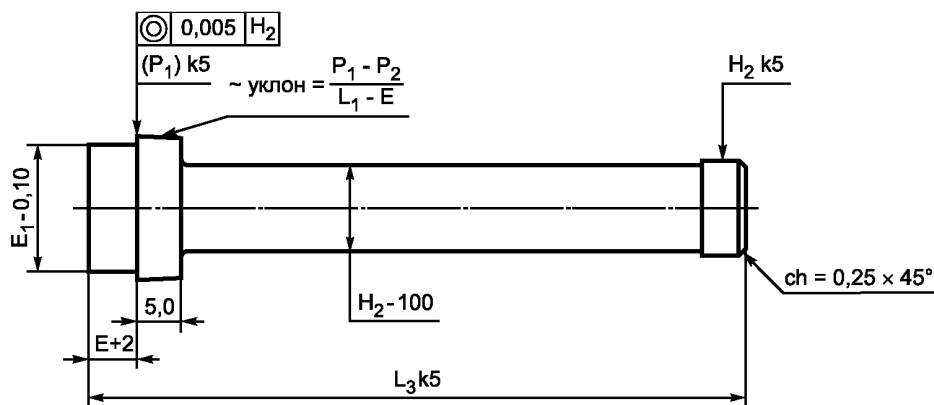 0,005 H₂
(P₁) k5
~ уклон = P₁ - P₂ / L₁ - E
H₂ k5
E₁-0,10
ch = 0,25 × 45°
5,0
H₂-100
E+2
L₃k5